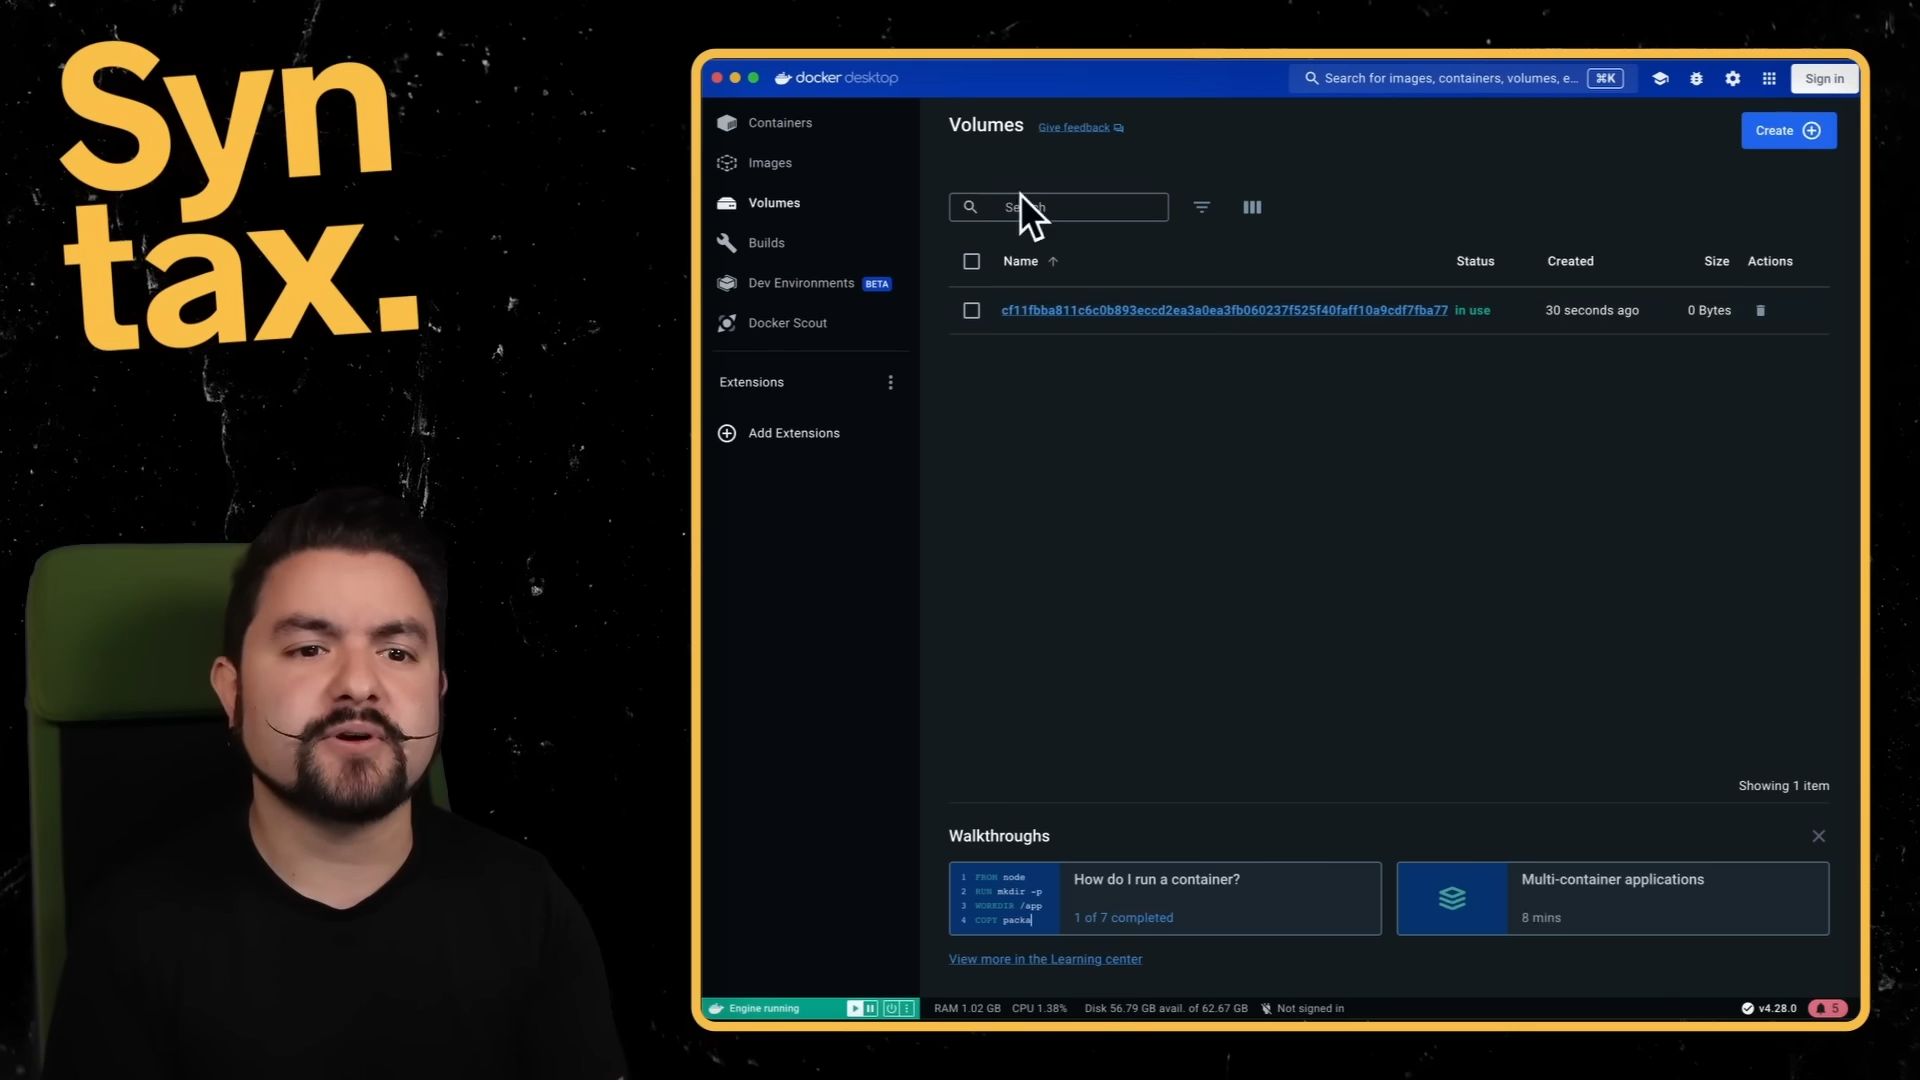 Syn
tax.
docker desktop
Search for images, containers, volumes, e... ⌘K
Sign in
Containers
Images
Volumes
Builds
Dev Environments BETA
Docker Scout
Extensions
Add Extensions
Volumes Give feedback
Create
Name Status Created Size Actions
cf11fbba811c6c0b893eccd2ea3a0ea3fb060237f525f40faff10a9cdf7fba77 in use 30 seconds ago 0 Bytes
Showing 1 item
Walkthroughs
1 FROM node
2 RUN mkdir -p
3 WORKDIR /app
4 COPY packa
How do I run a container?
1 of 7 completed
Multi-container applications
8 mins
View more in the Learning center
Engine running
RAM 1.02 GB CPU 1.38% Disk 56.79 GB avail. of 62.67 GB Not signed in
v4.28.0 5